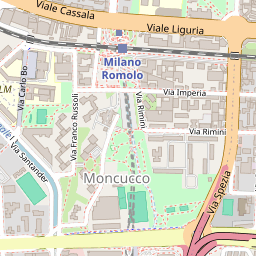 Viale Cassala
Viale Liguria
Milano
Romolo
Via Carlo Bo
Via Imperia
Via Franco Russoli
Via Rimini
Via Rimini
Via Santander
Moncucco
Via Spezia